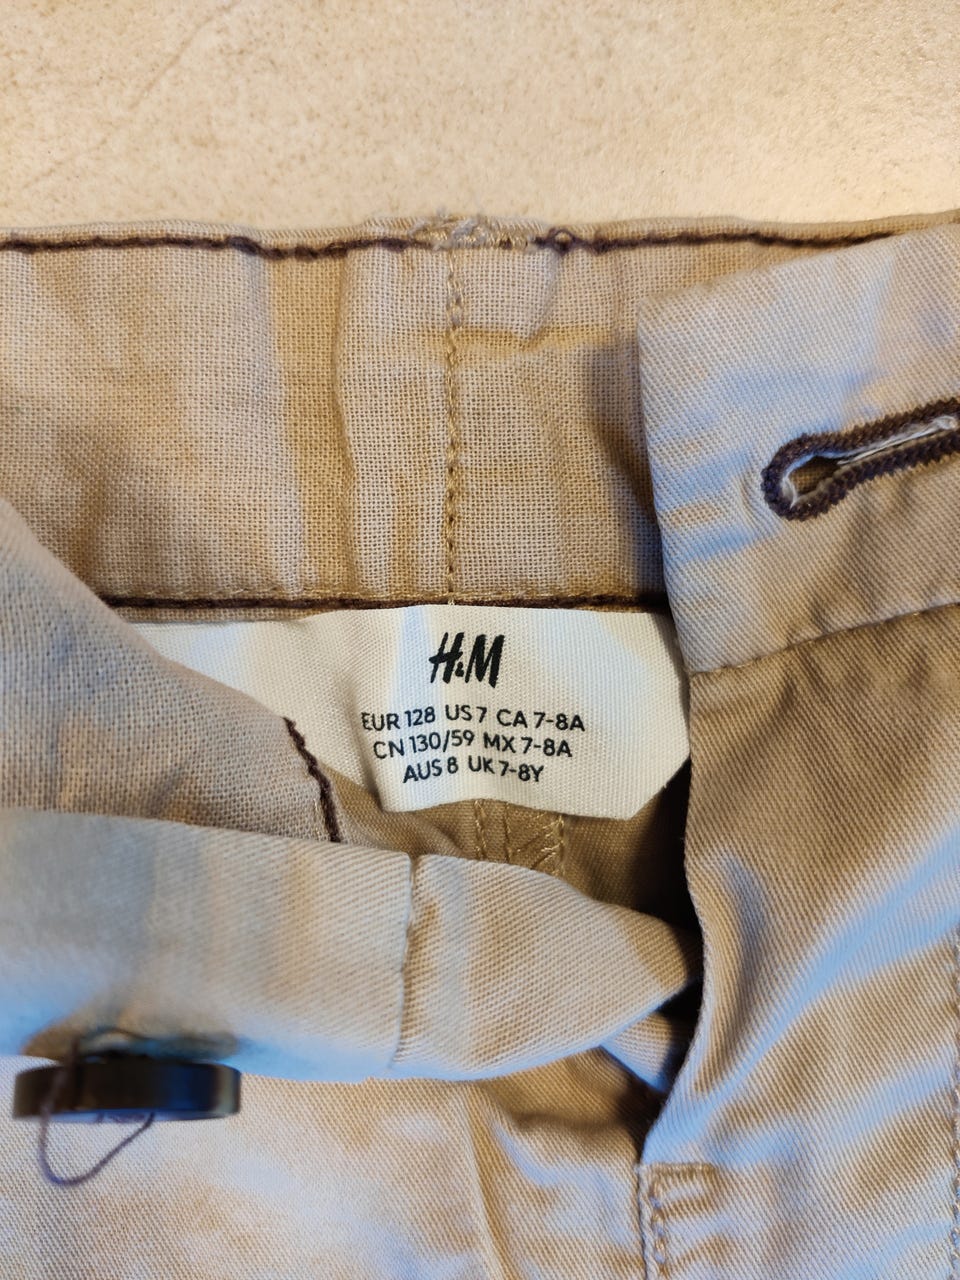 H&M
EUR 128 US 7 CA 7-8A
CN 130/59 MX 7-8A
AUS 8 UK 7-8Y